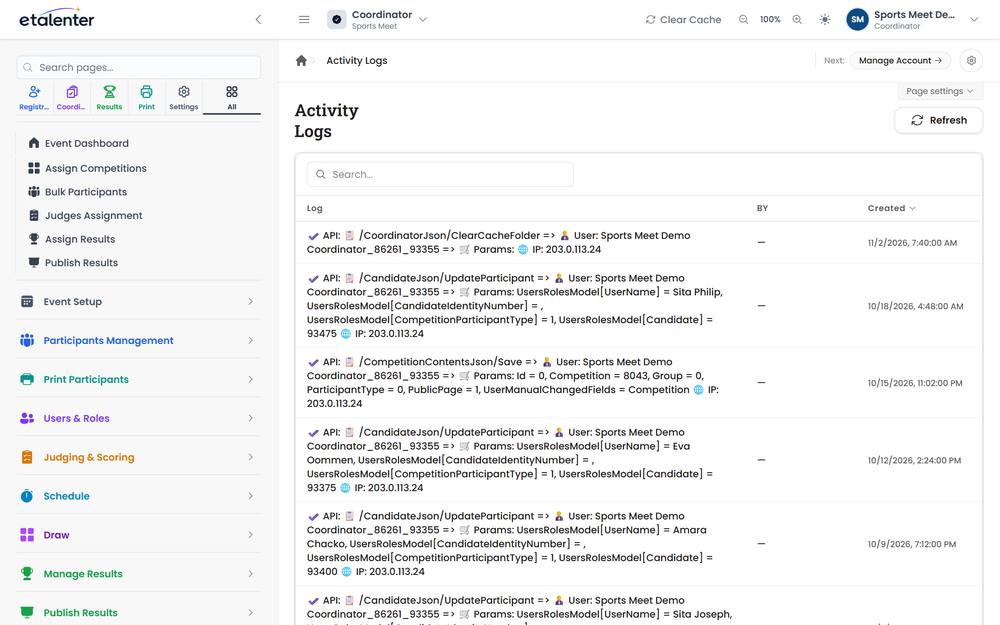 etalenter
Coordinator
Sports Meet
Clear Cache
100%
SM
Sports Meet De...
Coordinator
Search pages...
Registr...
Coordi...
Results
Print
Settings
All
Event Dashboard
Assign Competitions
Bulk Participants
Judges Assignment
Assign Results
Publish Results
Event Setup
Participants Management
Print Participants
Users & Roles
Judging & Scoring
Schedule
Draw
Manage Results
Publish Results
Activity Logs
Next:
Manage Account →
Page settings
Activity
Logs
Refresh
Search...
Log
BY
Created
API: /CoordinatorJson/ClearCacheFolder => User: Sports Meet Demo
Coordinator_86261_93355 => Params: IP: 203.0.113.24
—
11/2/2026, 7:40:00 AM
API: /CandidateJson/UpdateParticipant => User: Sports Meet Demo
Coordinator_86261_93355 => Params: UsersRolesModel[UserName] = Sita Philip,
UsersRolesModel[CandidateIdentityNumber] = ,
UsersRolesModel[CompetitionParticipantType] = 1, UsersRolesModel[Candidate] =
93475 IP: 203.0.113.24
—
10/18/2026, 4:48:00 AM
API: /CompetitionContentsJson/Save => User: Sports Meet Demo
Coordinator_86261_93355 => Params: Id = 0, Competition = 8043, Group = 0,
ParticipantType = 0, PublicPage = 1, UserManualChangedFields = Competition IP:
203.0.113.24
—
10/15/2026, 11:02:00 PM
API: /CandidateJson/UpdateParticipant => User: Sports Meet Demo
Coordinator_86261_93355 => Params: UsersRolesModel[UserName] = Eva
Oommen, UsersRolesModel[CandidateIdentityNumber] = ,
UsersRolesModel[CompetitionParticipantType] = 1, UsersRolesModel[Candidate] =
93375 IP: 203.0.113.24
—
10/12/2026, 2:24:00 PM
API: /CandidateJson/UpdateParticipant => User: Sports Meet Demo
Coordinator_86261_93355 => Params: UsersRolesModel[UserName] = Amara
Chacko, UsersRolesModel[CandidateIdentityNumber] = ,
UsersRolesModel[CompetitionParticipantType] = 1, UsersRolesModel[Candidate] =
93400 IP: 203.0.113.24
—
10/9/2026, 7:12:00 PM
API: /CandidateJson/UpdateParticipant => User: Sports Meet Demo
Coordinator_86261_93355 => Params: UsersRolesModel[UserName] = Sita Joseph,